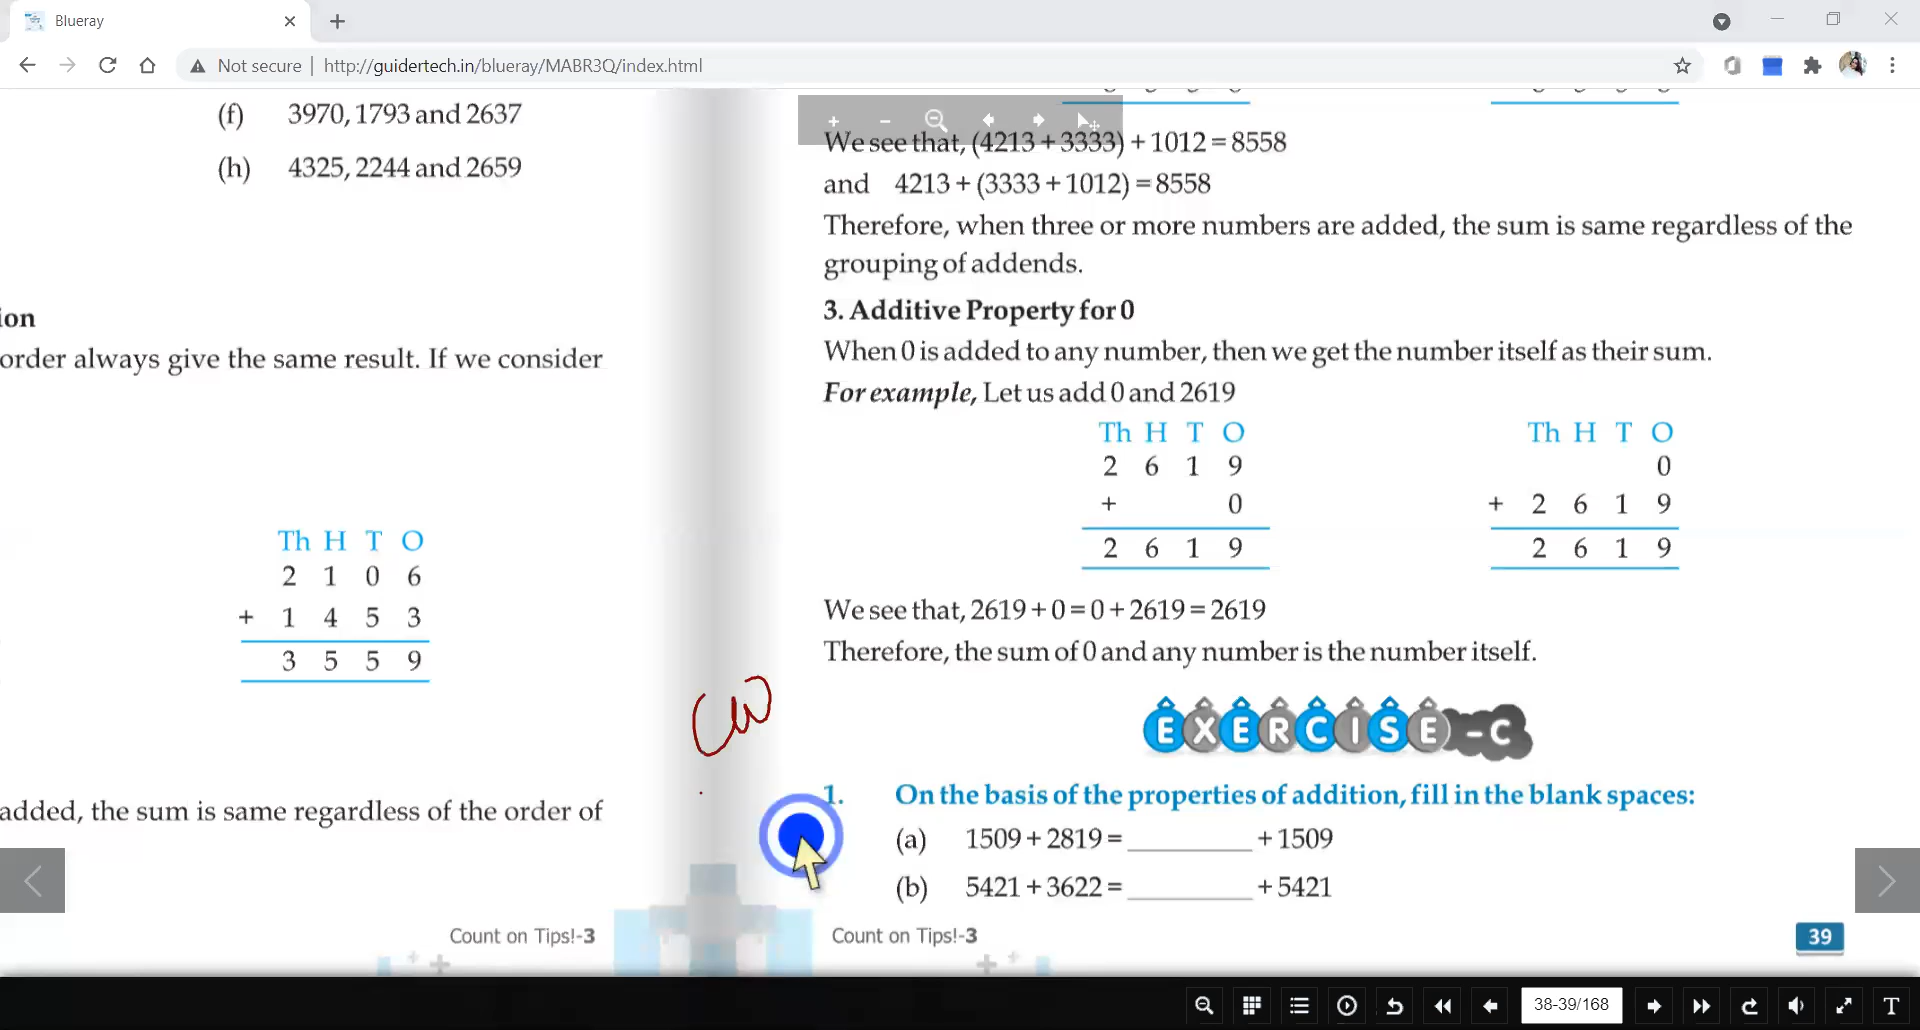 Blueray
Not secure | http://guidertech.in/blueray/MABR3Q/index.html
(f) 3970, 1793 and 2637
(h) 4325, 2244 and 2659
ion
order always give the same result. If we consider
Th H T O
2 1 0 6
+ 1 4 5 3
3 5 5 9
added, the sum is same regardless of the order of
Count on Tips!-3
We see that, (4213 + 3333) + 1012 = 8558
and 4213 + (3333 + 1012) = 8558
Therefore, when three or more numbers are added, the sum is same regardless of the
grouping of addends.
3. Additive Property for 0
When 0 is added to any number, then we get the number itself as their sum.
For example, Let us add 0 and 2619
Th H T O Th H T O
2 6 1 9 0
+ 0 + 2 6 1 9
2 6 1 9 2 6 1 9
We see that, 2619 + 0 = 0 + 2619 = 2619
Therefore, the sum of 0 and any number is the number itself.
CW
EXERCISE - C
1. On the basis of the properties of addition, fill in the blank spaces:
(a) 1509 + 2819 = __________ + 1509
(b) 5421 + 3622 = __________ + 5421
Count on Tips!-3
39
38-39/168
T